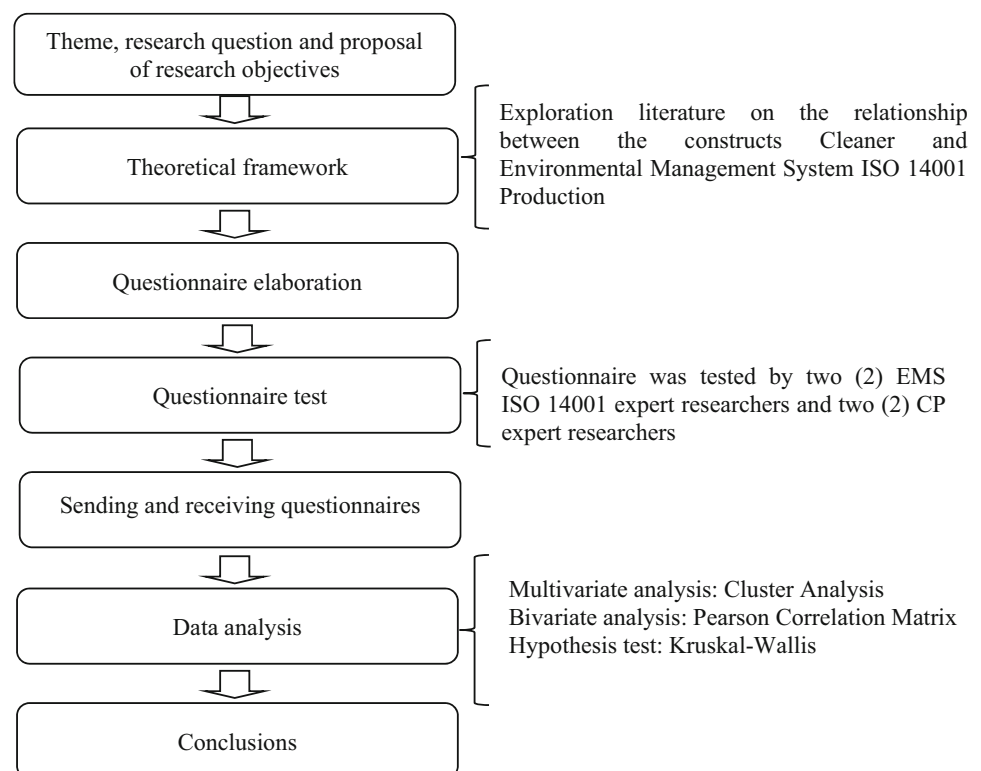 Theme, research question and proposal
of research objectives
Exploration literature on the relationship
between the constructs Cleaner and
Environmental Management System ISO 14001
Production
Theoretical framework
Questionnaire elaboration
Questionnaire test
Questionnaire was tested by two (2) EMS
ISO 14001 expert researchers and two (2) CP
expert researchers
Sending and receiving questionnaires
Data analysis
Multivariate analysis: Cluster Analysis
Bivariate analysis: Pearson Correlation Matrix
Hypothesis test: Kruskal-Wallis
Conclusions